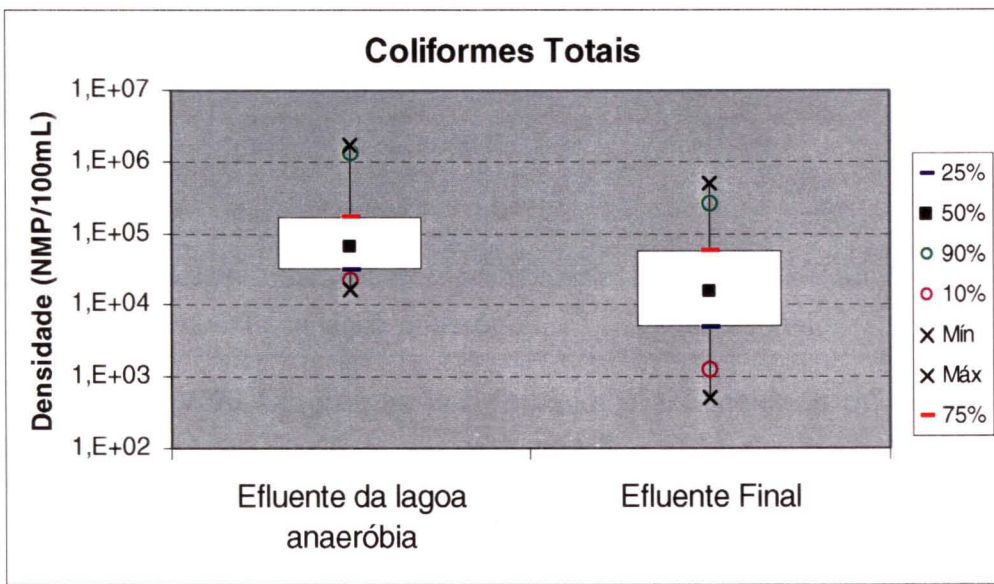 Coliformes Totais
Densidade (NMP/100mL)
1,E+07
1,E+06
1,E+05
1,E+04
1,E+03
1,E+02
Efluente da lagoa
anaeróbia
Efluente Final
25%
50%
90%
10%
Mín
Máx
75%